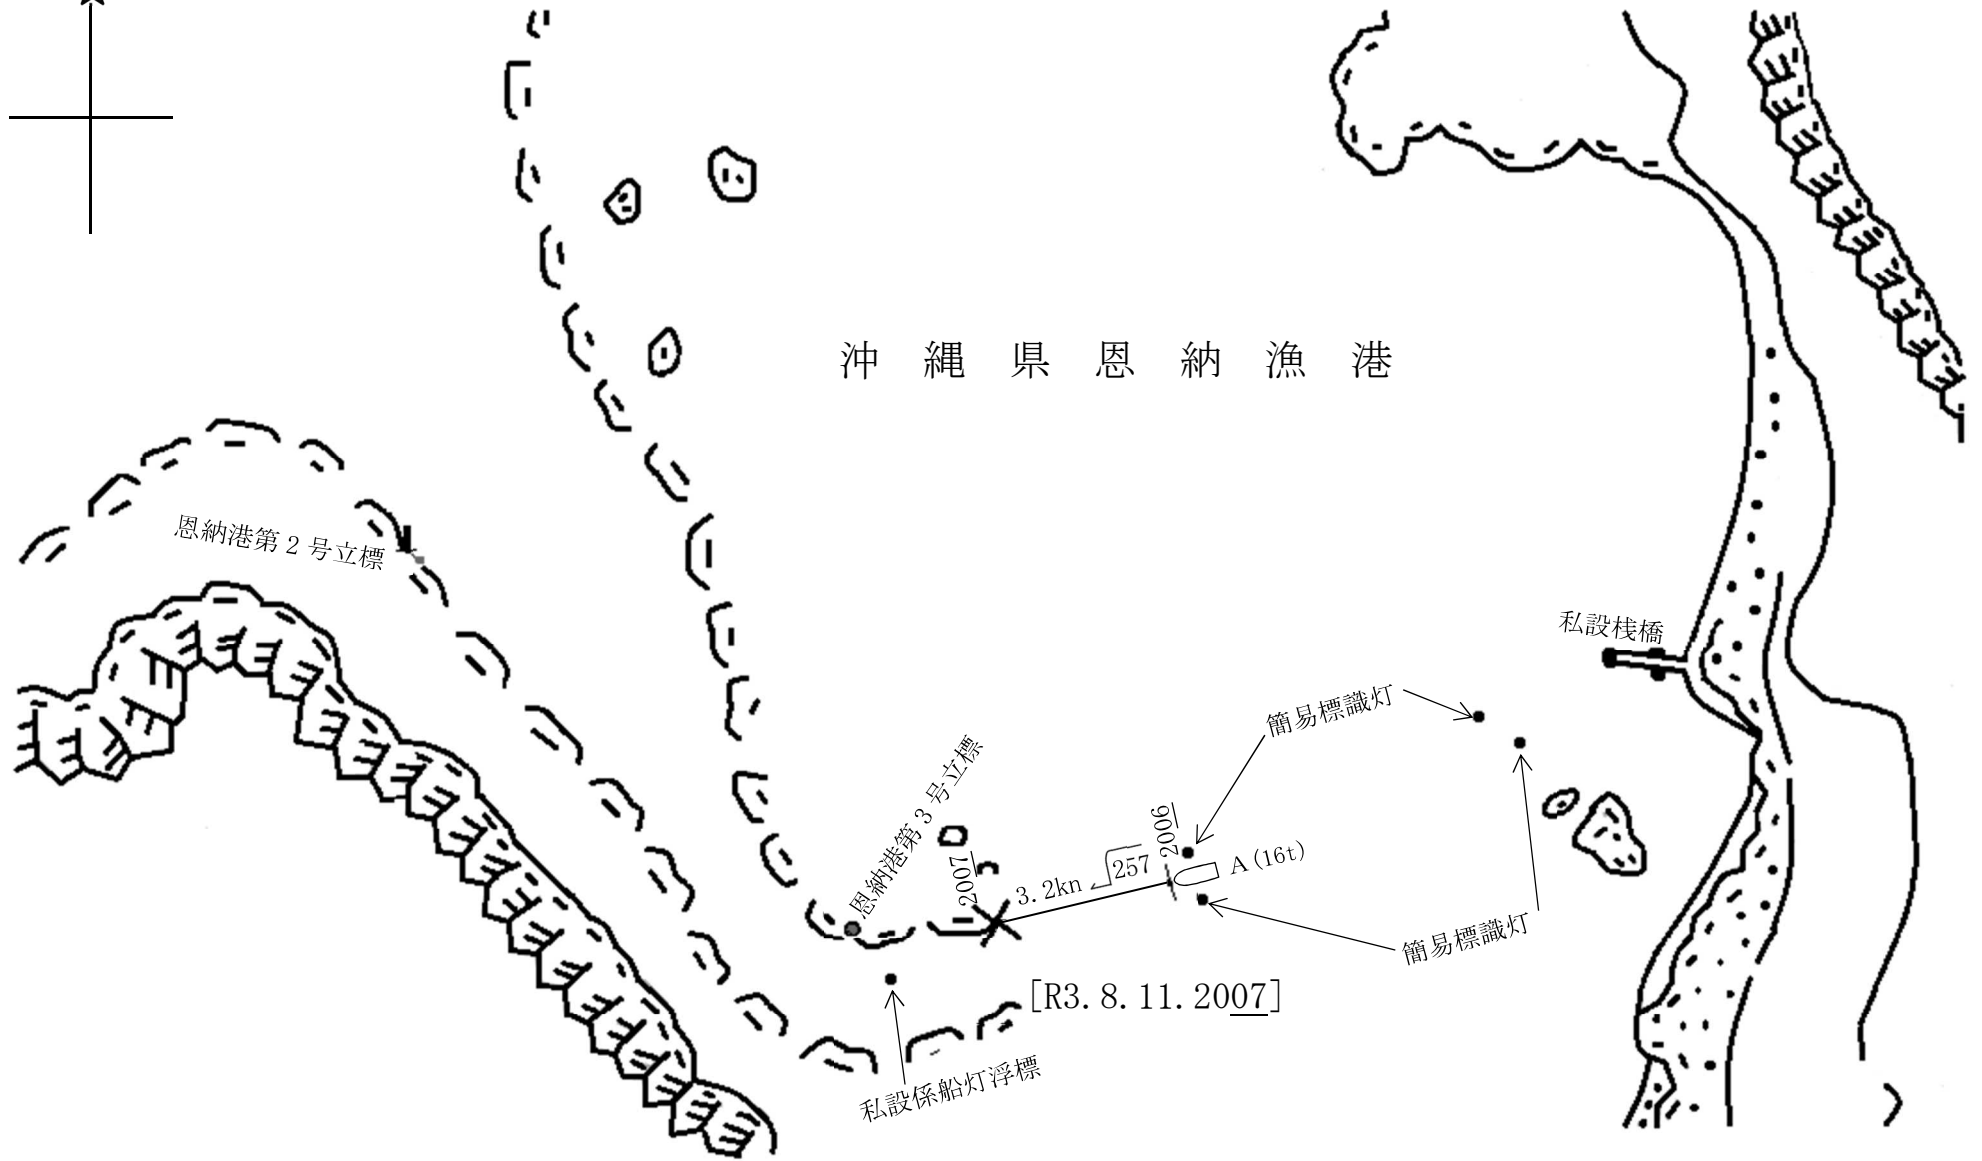 沖縄県恩納漁港
恩納港第2号立標
私設桟橋
簡易標識灯
恩納港第3号立標
2007
3.2kn
257
2006
A(16t)
簡易標識灯
[R3.8.11.2007]
私設係船灯浮標